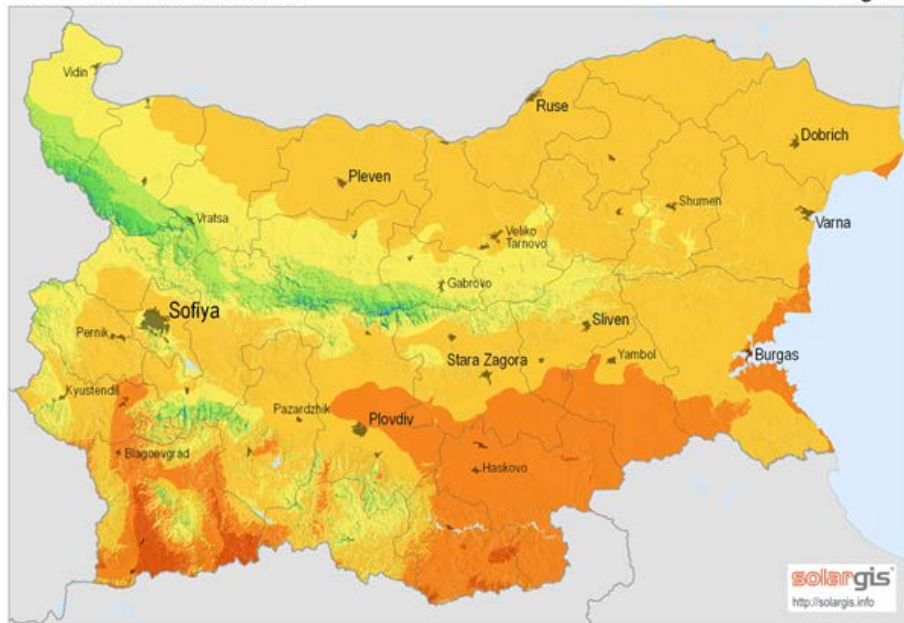 Vidin
Ruse
Dobrich
Pleven
Shumen
Vratsa
Varna
Veliko
Tarnovo
Gabrovo
Sofiya
Sliven
Pernik
Burgas
Stara Zagora
Yambol
Kyustendil
Pazardzhik
Plovdiv
Blagoevgrad
Haskovo
solargis
http://solargis.info